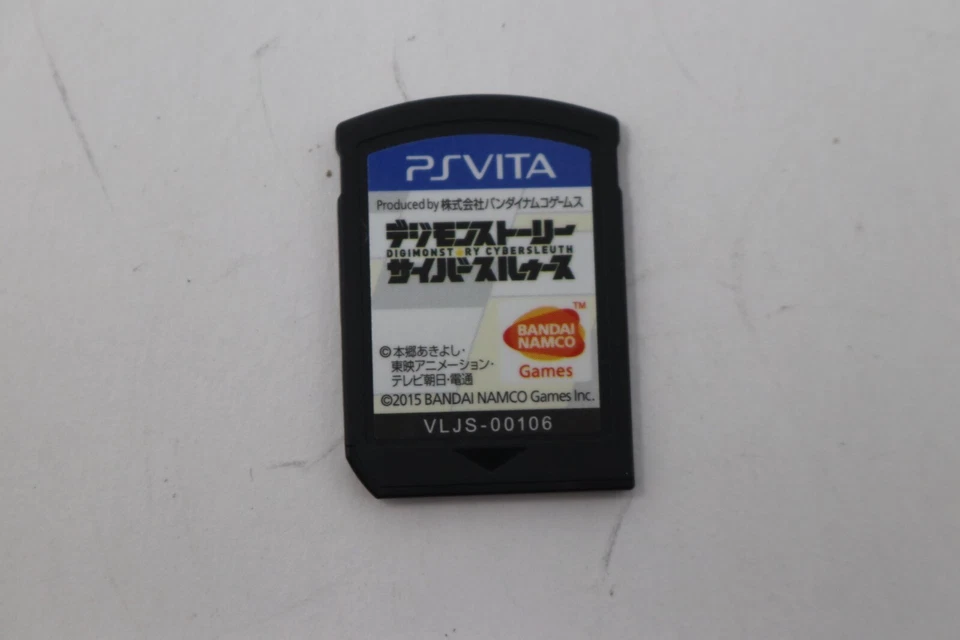 PSVITA
Produced by 株式会社バンダイナムコゲームス
デジモンストーリー
DIGIMONSTORY CYBERSLEUTH
サイバースルゥース
BANDAI
NAMCO
TM
Games
©本郷あきよし・
東映アニメーション・
テレビ朝日・電通
©2015 BANDAI NAMCO Games Inc.
VLJS-00106